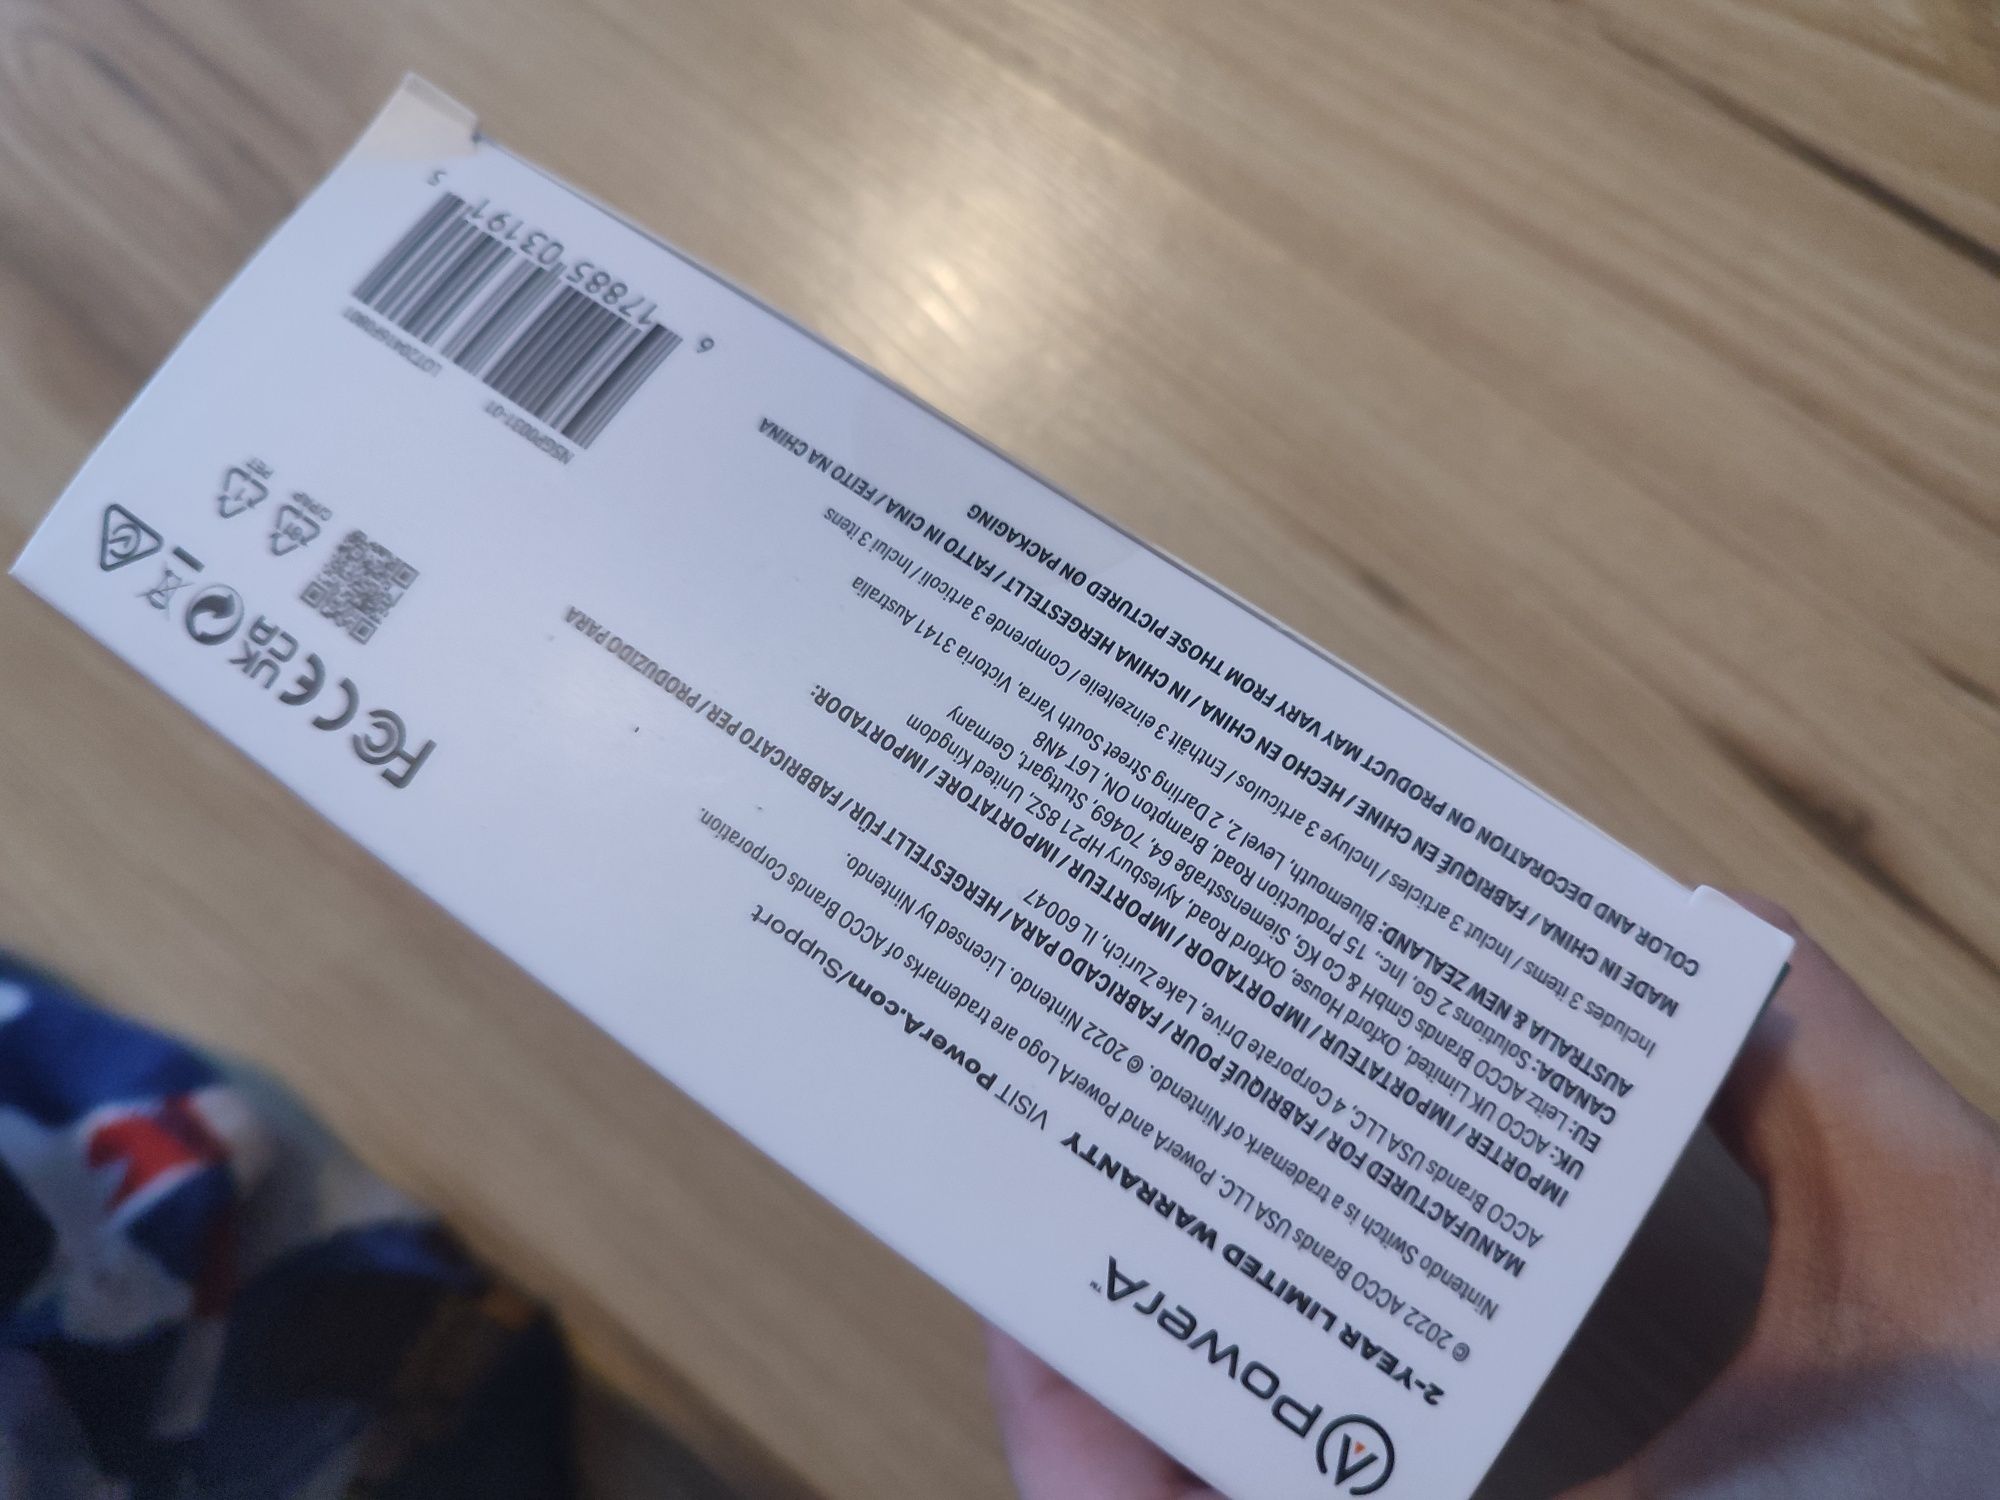 PowerA™
2-YEAR LIMITED WARRANTY VISIT PowerA.com/Support
© 2022 ACCO Brands USA LLC. PowerA and PowerA Logo are trademarks of ACCO Brands Corporation.
Nintendo Switch is a trademark of Nintendo. © 2022 Nintendo. Licensed by Nintendo.
MANUFACTURED FOR / FABRIQUÉ POUR / FABRICADO PARA / HERGESTELLT FÜR / FABBRICATO PER / PRODUZIDO PARA
ACCO Brands USA LLC, 4 Corporate Drive, Lake Zurich, IL 60047
IMPORTER / IMPORTATEUR / IMPORTADOR / IMPORTEUR / IMPORTATORE / IMPORTADOR:
UK: ACCO UK Limited, Oxford House, Oxford Road, Aylesbury HP21 8SZ, United Kingdom
EU: Leitz ACCO Brands GmbH & Co KG, Siemensstraße 64, 70469, Stuttgart, Germany
CANADA: Solutions 2 Go, Inc., 15 Production Road, Brampton ON, L6T 4N8
AUSTRALIA & NEW ZEALAND: Bluemouth, Level 2, 2 Darling Street South Yarra, Victoria 3141 Australia
Includes 3 items / Inclut 3 articles / Incluye 3 artículos / Enthält 3 einzelteile / Comprende 3 articoli / Inclui 3 itens
MADE IN CHINA / FABRIQUÉ EN CHINE / HECHO EN CHINA / IN CHINA HERGESTELLT / FATTO IN CINA / FEITO NA CHINA
COLOR AND DECORATION ON PRODUCT MAY VARY FROM THOSE PICTURED ON PACKAGING
FC CE UK CA
C/PAP
1
PET
NSGP0031-01
6 17885 03191 5